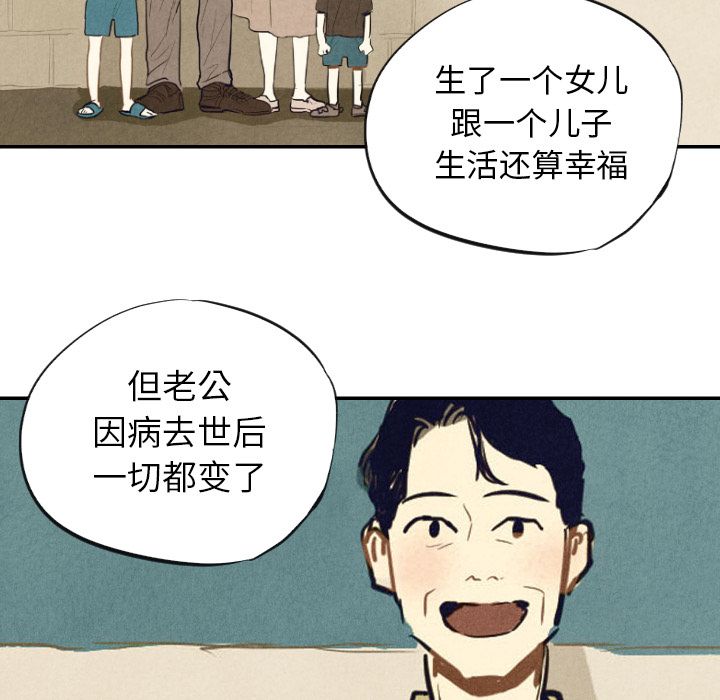 生了一个女儿
跟一个儿子
生活还算幸福
但老公
因病去世后
一切都变了